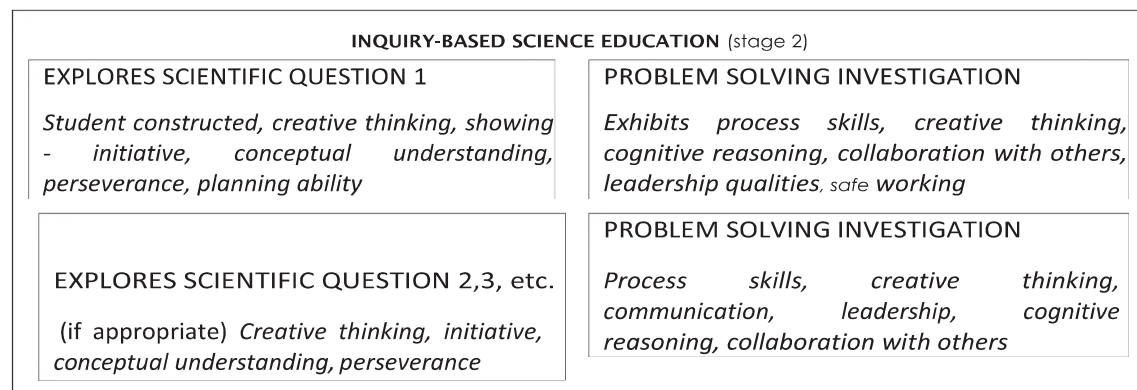 INQUIRY-BASED SCIENCE EDUCATION (stage 2)
EXPLORES SCIENTIFIC QUESTION 1
Student constructed, creative thinking, showing
- initiative, conceptual understanding,
perseverance, planning ability
PROBLEM SOLVING INVESTIGATION
Exhibits process skills, creative thinking,
cognitive reasoning, collaboration with others,
leadership qualities, safe working
EXPLORES SCIENTIFIC QUESTION 2,3, etc.
(if appropriate) Creative thinking, initiative,
conceptual understanding, perseverance
PROBLEM SOLVING INVESTIGATION
Process skills, creative thinking,
communication, leadership, cognitive
reasoning, collaboration with others